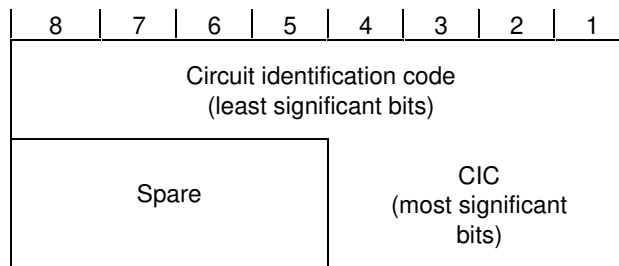 8 7 6 5 4 3 2 1
Circuit identification code
(least significant bits)
Spare
CIC
(most significant
bits)